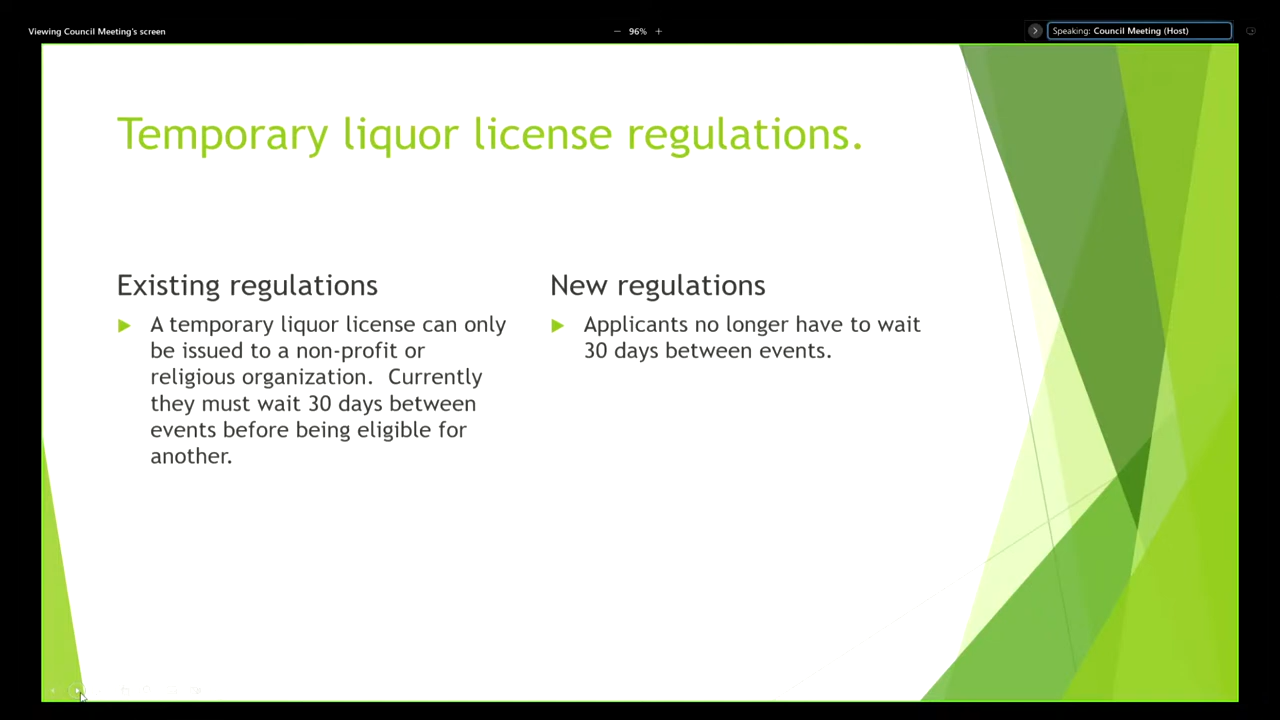 Viewing Council Meeting's screen
− 96% +
Speaking: Council Meeting (Host)
Temporary liquor license regulations.
Existing regulations
A temporary liquor license can only
be issued to a non-profit or
religious organization. Currently
they must wait 30 days between
events before being eligible for
another.
New regulations
Applicants no longer have to wait
30 days between events.